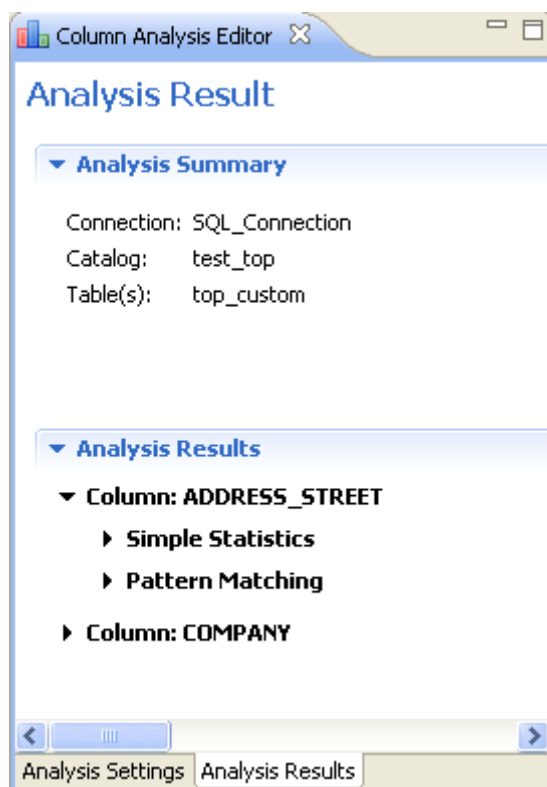 Column Analysis Editor
Analysis Result
Analysis Summary
Connection: SQL_Connection
Catalog: test_top
Table(s): top_custom
Analysis Results
Column: ADDRESS_STREET
Simple Statistics
Pattern Matching
Column: COMPANY
Analysis Settings Analysis Results